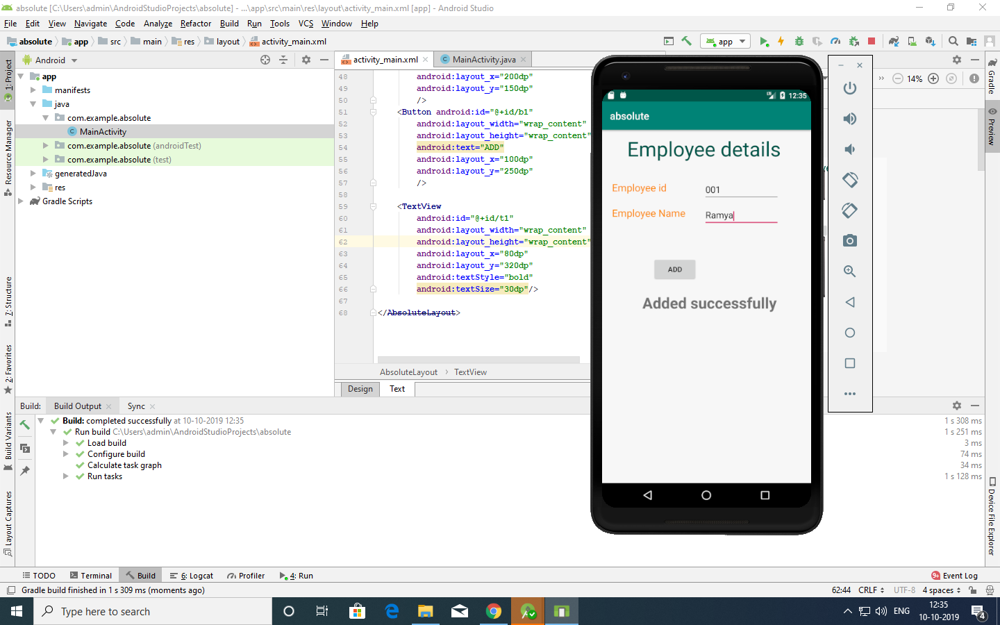 absolute [C:\Users\admin\AndroidStudioProjects\absolute] - ...\app\src\main\res\layout\activity_main.xml [app] - Android Studio
File Edit View Navigate Code Analyze Refactor Build Run Tools VCS Window Help
absolute app src main res layout activity_main.xml
app
1: Project
Resource Manager
7: Structure
2: Favorites
Build Variants
Layout Captures
Android
app
manifests
java
com.example.absolute
MainActivity
com.example.absolute (androidTest)
com.example.absolute (test)
generatedJava
res
Gradle Scripts
activity_main.xml MainActivity.java
48 android:layout_x="200dp"
49 android:layout_y="150dp"
50 />
51 <Button android:id="@+id/b1"
52 android:layout_width="wrap_content"
53 android:layout_height="wrap_content"
54 android:text="ADD"
55 android:layout_x="100dp"
56 android:layout_y="250dp"
57 />
58
59 <TextView
60 android:id="@+id/t1"
61 android:layout_width="wrap_content"
62 android:layout_height="wrap_content"
63 android:layout_x="80dp"
64 android:layout_y="320dp"
65 android:textStyle="bold"
66 android:textSize="30dp"/>
67
68 </AbsoluteLayout>
AbsoluteLayout TextView
Design Text
12:35
absolute
Employee details
Employee id 001
Employee Name Ramya
ADD
Added successfully
14%
Gradle
Preview
Device File Explorer
Build: Build Output Sync
Build: completed successfully at 10-10-2019 12:35 1 s 308 ms
Run build C:\Users\admin\AndroidStudioProjects\absolute 1 s 251 ms
Load build 3 ms
Configure build 74 ms
Calculate task graph 34 ms
Run tasks 1 s 128 ms
TODO Terminal Build 6: Logcat Profiler 4: Run 9+ Event Log
Gradle build finished in 1 s 309 ms (moments ago) 62:44 CRLF UTF-8 4 spaces
Type here to search ENG 12:35
10-10-2019 4